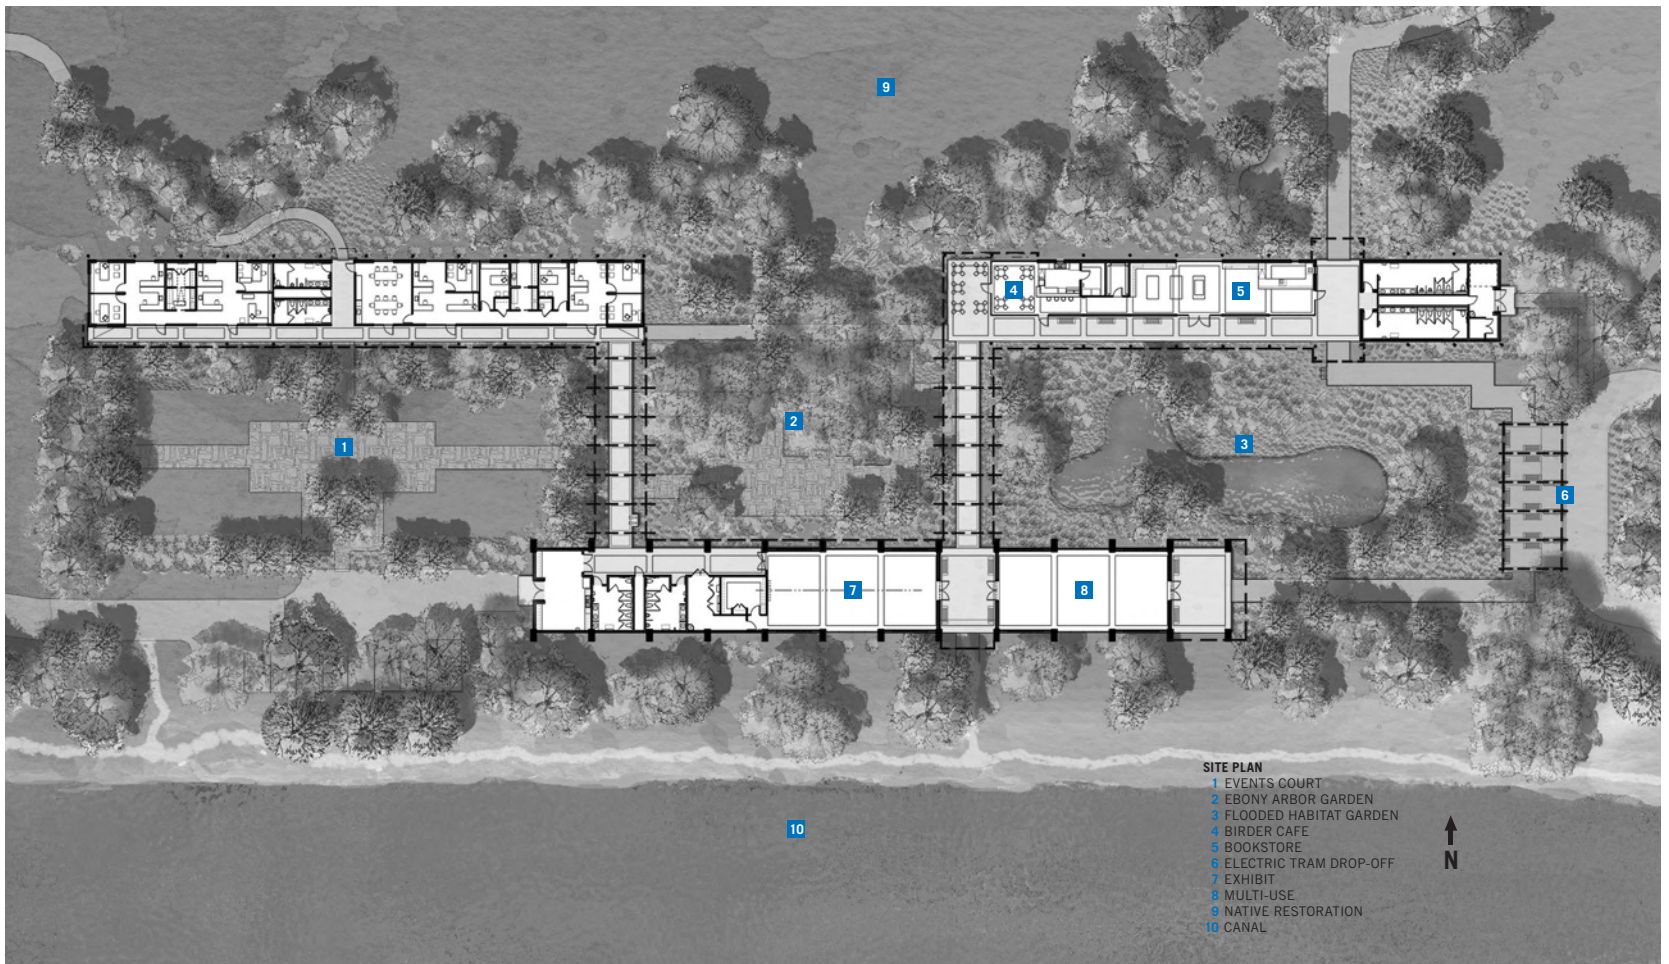 9
4
5
2
1
3
6
7
8
10
SITE PLAN
1 EVENTS COURT
2 EBONY ARBOR GARDEN
3 FLOODED HABITAT GARDEN
4 BIRDER CAFE
5 BOOKSTORE
6 ELECTRIC TRAM DROP-OFF
7 EXHIBIT
8 MULTI-USE
9 NATIVE RESTORATION
10 CANAL
N